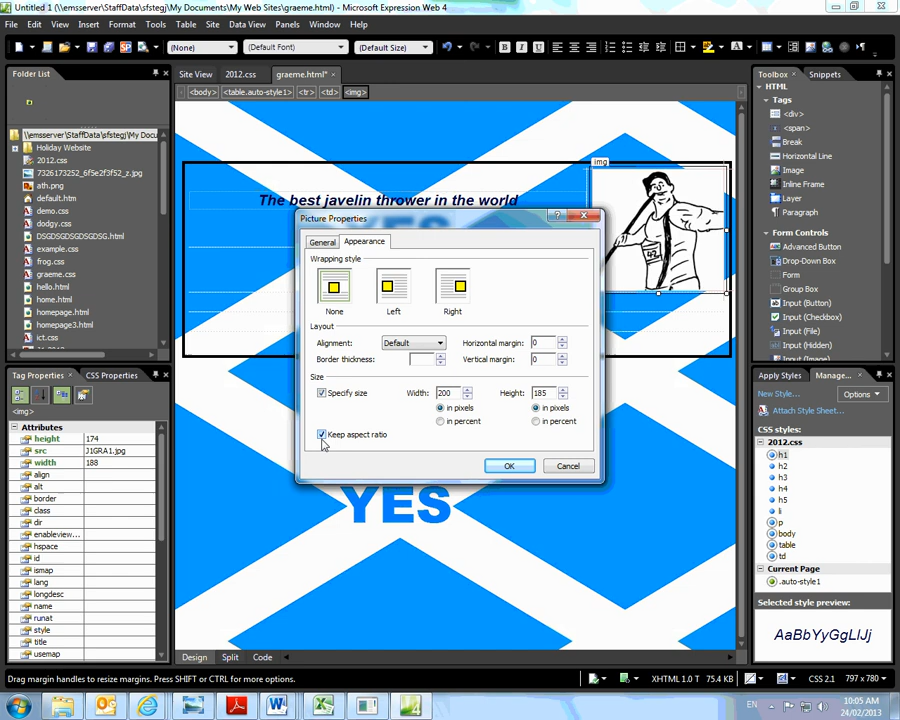 Untitled 1 (\\emsserver\StaffData\sfstegj\My Documents\My Web Sites\graeme.html) - Microsoft Expression Web 4
File Edit View Insert Format Tools Table Site Data View Panels Window Help
(None) (Default Font) (Default Size) B I U A
Folder List
\\emsserver\StaffData\sfstegj\My Docu
Holiday Website
2012.css
7326173252_6f5e2f3f52_z.jpg
ath.png
default.htm
demo.css
dodgy.css
DSGDSGDSGDSGDSG.html
example.css
frog.css
graeme.css
hello.html
home.html
homepage.html
homepage3.html
ict.css
Site View 2012.css graeme.html*
<body> <table.auto-style1> <tr> <td> <img>
img
The best javelin thrower in the world
42
YES
Picture Properties
General Appearance
Wrapping style
None Left Right
Layout
Alignment: Default Horizontal margin: 0
Border thickness: Vertical margin: 0
Size
Specify size Width: 200 Height: 185
in pixels in pixels
in percent in percent
Keep aspect ratio
OK Cancel
YES
Toolbox Snippets
HTML
Tags
<div>
<span>
Break
Horizontal Line
Image
Inline Frame
Layer
Paragraph
Form Controls
Advanced Button
Drop-Down Box
Form
Group Box
Input (Button)
Input (Checkbox)
Input (File)
Input (Hidden)
Input (Image)
Tag Properties CSS Properties
<img>
Attributes
height 174
src J1GRA1.jpg
width 188
align
alt
border
class
dir
enableview...
hspace
id
ismap
lang
longdesc
name
runat
style
title
usemap
Apply Styles Manage...
New Style... Options
Attach Style Sheet...
CSS styles:
2012.css
h1
h2
h3
h4
h5
li
p
body
table
td
Current Page
.auto-style1
Selected style preview:
AaBbYyGgLlJj
Design Split Code
Drag margin handles to resize margins. Press SHIFT or CTRL for more options. XHTML 1.0 T 75.4 KB CSS 2.1 797 x 780
EN 10:05 AM
24/02/2013